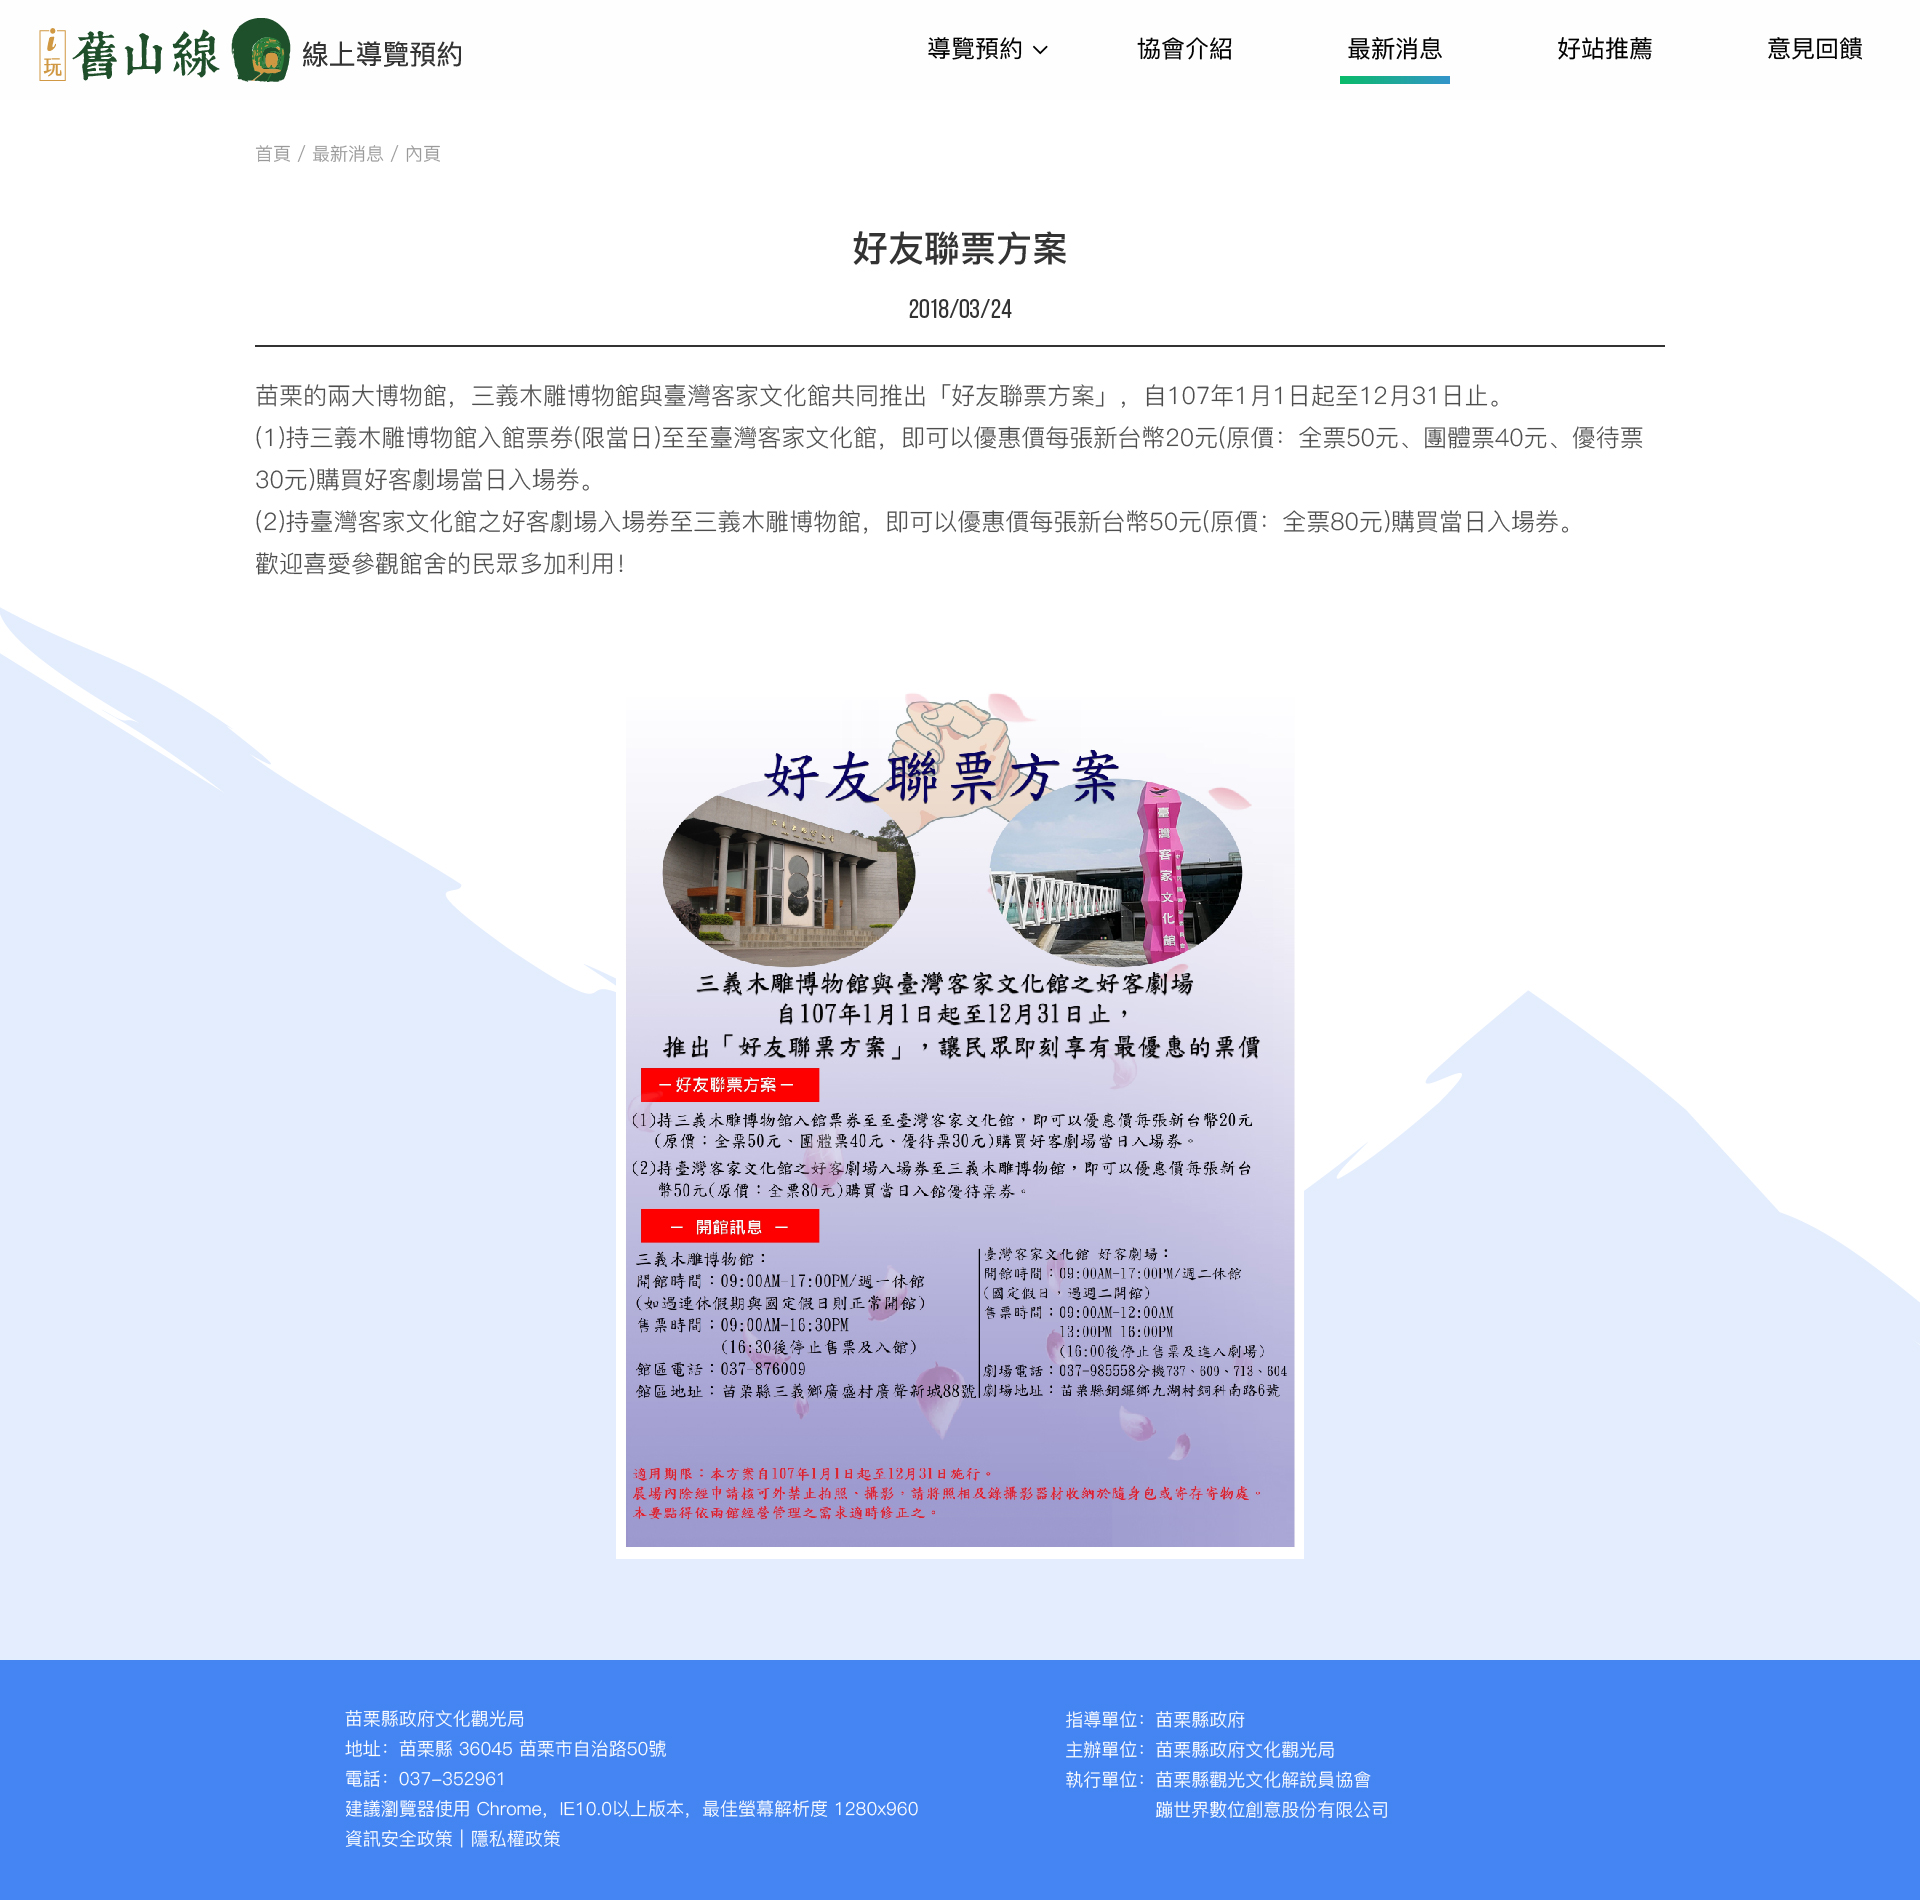 i玩 舊山線 線上導覽預約
導覽預約 協會介紹 最新消息 好站推薦 意見回饋
首頁 / 最新消息 / 內頁
好友聯票方案
2018/03/24
苗栗的兩大博物館，三義木雕博物館與臺灣客家文化館共同推出「好友聯票方案」，自107年1月1日起至12月31日止。
(1)持三義木雕博物館入館票券(限當日)至至臺灣客家文化館，即可以優惠價每張新台幣20元(原價：全票50元、團體票40元、優待票
30元)購買好客劇場當日入場券。
(2)持臺灣客家文化館之好客劇場入場券至三義木雕博物館，即可以優惠價每張新台幣50元(原價：全票80元)購買當日入場券。
歡迎喜愛參觀館舍的民眾多加利用！
好友聯票方案
臺灣客家文化館
三義木雕博物館與臺灣客家文化館之好客劇場
自107年1月1日起至12月31日止，
推出「好友聯票方案」，讓民眾即刻享有最優惠的票價
－好友聯票方案－
(1)持三義木雕博物館入館票券至至臺灣客家文化館，即可以優惠價每張新台幣20元
(原價：全票50元、團體票40元、優待票30元)購買好客劇場當日入場券。
(2)持臺灣客家文化館之好客劇場入場券至三義木雕博物館，即可以優惠價每張新台
幣50元(原價：全票80元)購買當日入館優待票券。
－ 開館訊息 －
三義木雕博物館：
開館時間：09:00AM-17:00PM/週一休館
(如遇連休假期與國定假日則正常開館)
售票時間：09:00AM-16:30PM
(16:30後停止售票及入館)
館區電話：037-876009
館區地址：苗栗縣三義鄉廣盛村廣聲新城88號
臺灣客家文化館 好客劇場：
開館時間：09:00AM-17:00PM/週二休館
(國定假日，遇週二開館)
售票時間：09:00AM-12:00AM
13:00PM 16:00PM
(16:00後停止售票及進入劇場)
劇場電話：037-985558分機737、609、713、604
劇場地址：苗栗縣銅鑼鄉九湖村銅科南路6號
適用期限：本方案自107年1月1日起至12月31日施行。
展場內除經申請核可外禁止拍照、攝影。請將照相及錄攝影器材收納於隨身包或寄存寄物處。
本要點得依兩館經營管理之需求適時修正之。
苗栗縣政府文化觀光局
地址：苗栗縣 36045 苗栗市自治路50號
電話：037-352961
建議瀏覽器使用 Chrome，IE10.0以上版本，最佳螢幕解析度 1280x960
資訊安全政策 | 隱私權政策
指導單位：苗栗縣政府
主辦單位：苗栗縣政府文化觀光局
執行單位：苗栗縣觀光文化解說員協會
蹦世界數位創意股份有限公司